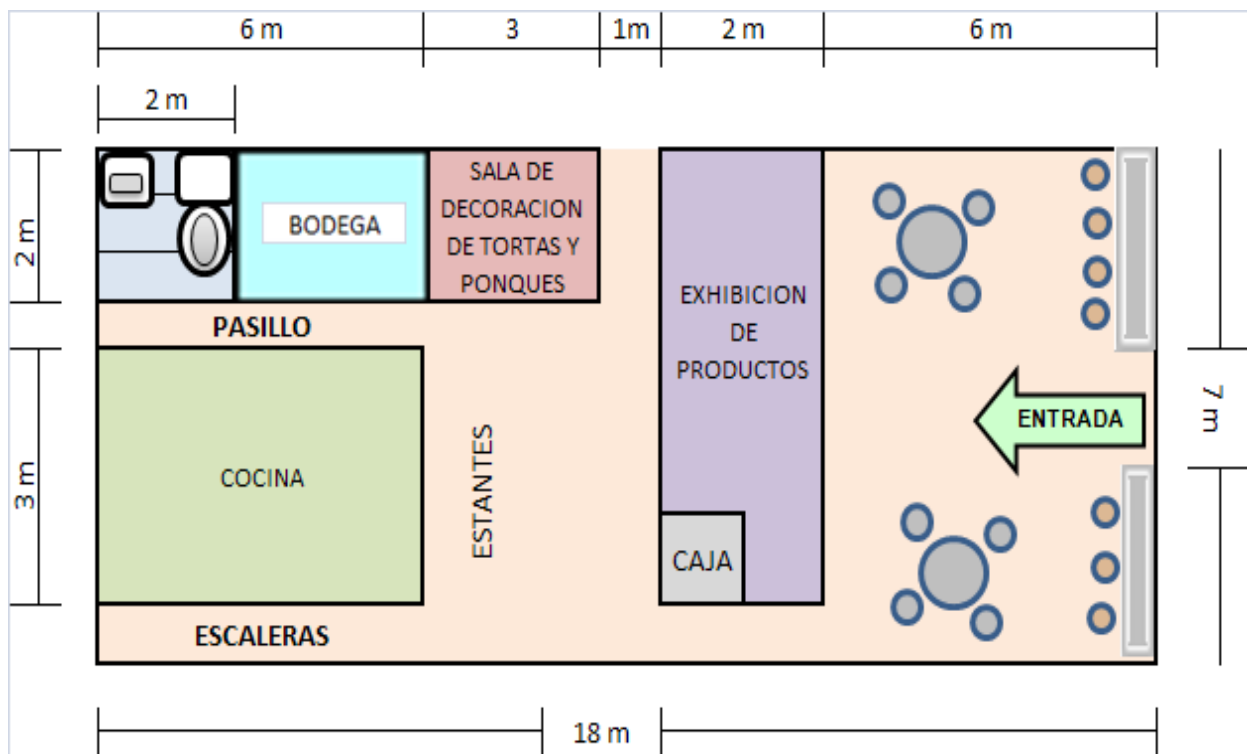 6 m
3
1m
2 m
6 m
2 m
2 m
BODEGA
SALA DE
DECORACION
DE TORTAS Y
PONQUES
EXHIBICION
DE
PRODUCTOS
PASILLO
ENTRADA
7 m
3 m
COCINA
ESTANTES
CAJA
ESCALERAS
18 m